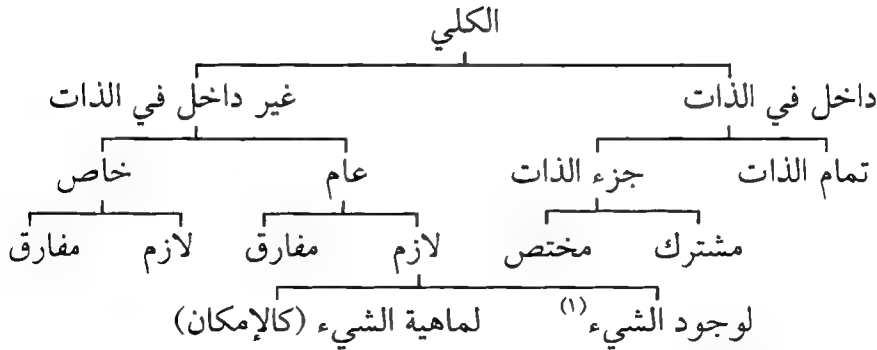 الكلي
داخل في الذات غير داخل في الذات
تمام الذات جزء الذات عام خاص
مشترك مختص لازم مفارق لازم مفارق
لوجود الشيء(١) لماهية الشيء (كالإمكان)